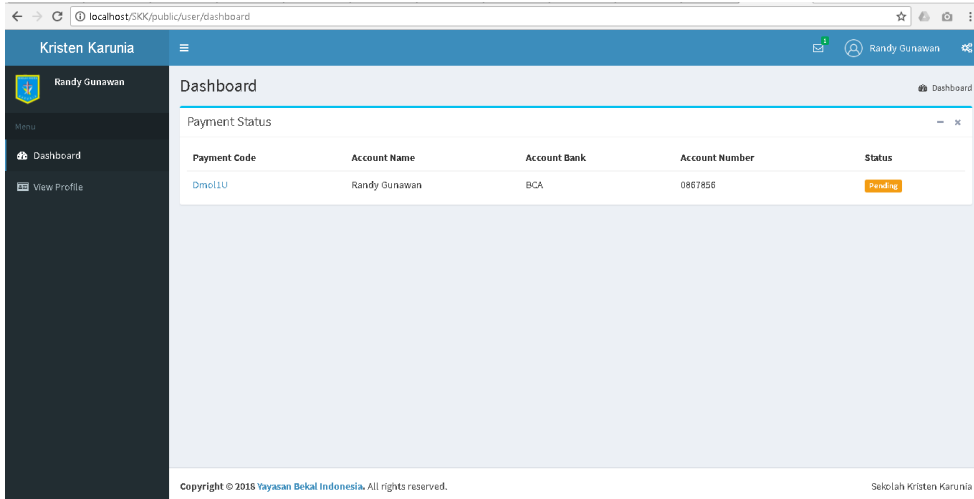 localhost/SKK/public/user/dashboard
Kristen Karunia
1
Randy Gunawan
Randy Gunawan
Menu
Dashboard
View Profile
Dashboard
Dashboard
Payment Status
Payment Code Account Name Account Bank Account Number Status
Dmol1U Randy Gunawan BCA 0867856 Pending
Copyright © 2018 Yayasan Bekal Indonesia. All rights reserved.
Sekolah Kristen Karunia